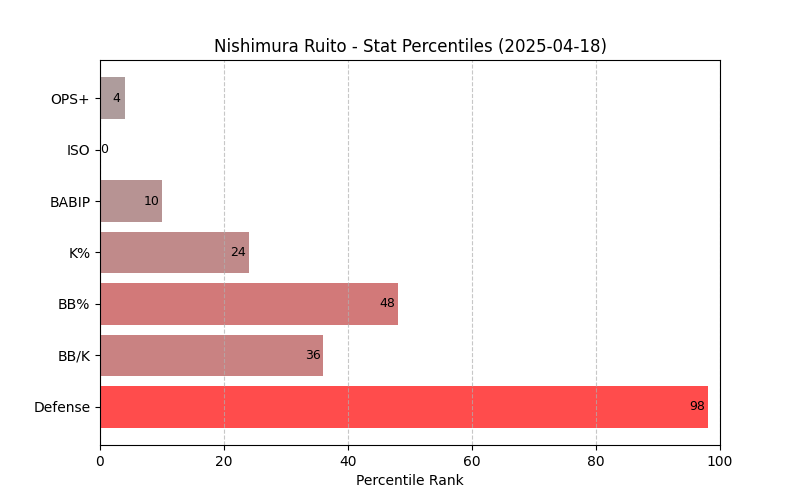 Nishimura Ruito - Stat Percentiles (2025-04-18)
OPS+ 4
ISO 0
BABIP 10
K% 24
BB% 48
BB/K 36
Defense 98
0 20 40 60 80 100
Percentile Rank